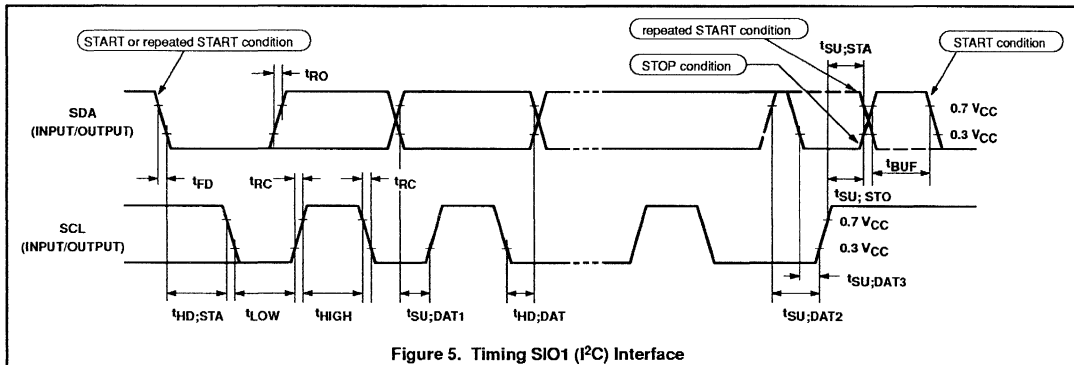 START or repeated START condition
repeated START condition
tSU;STA
START condition
tRO
STOP condition
SDA
(INPUT/OUTPUT)
0.7 VCC
0.3 VCC
tFD
tRC
tRC
tBUF
tSU; STO
SCL
(INPUT/OUTPUT)
0.7 VCC
0.3 VCC
tSU;DAT3
tHD;STA
tLOW
tHIGH
tSU;DAT1
tHD;DAT
tSU;DAT2
Figure 5. Timing SIO1 (I²C) Interface